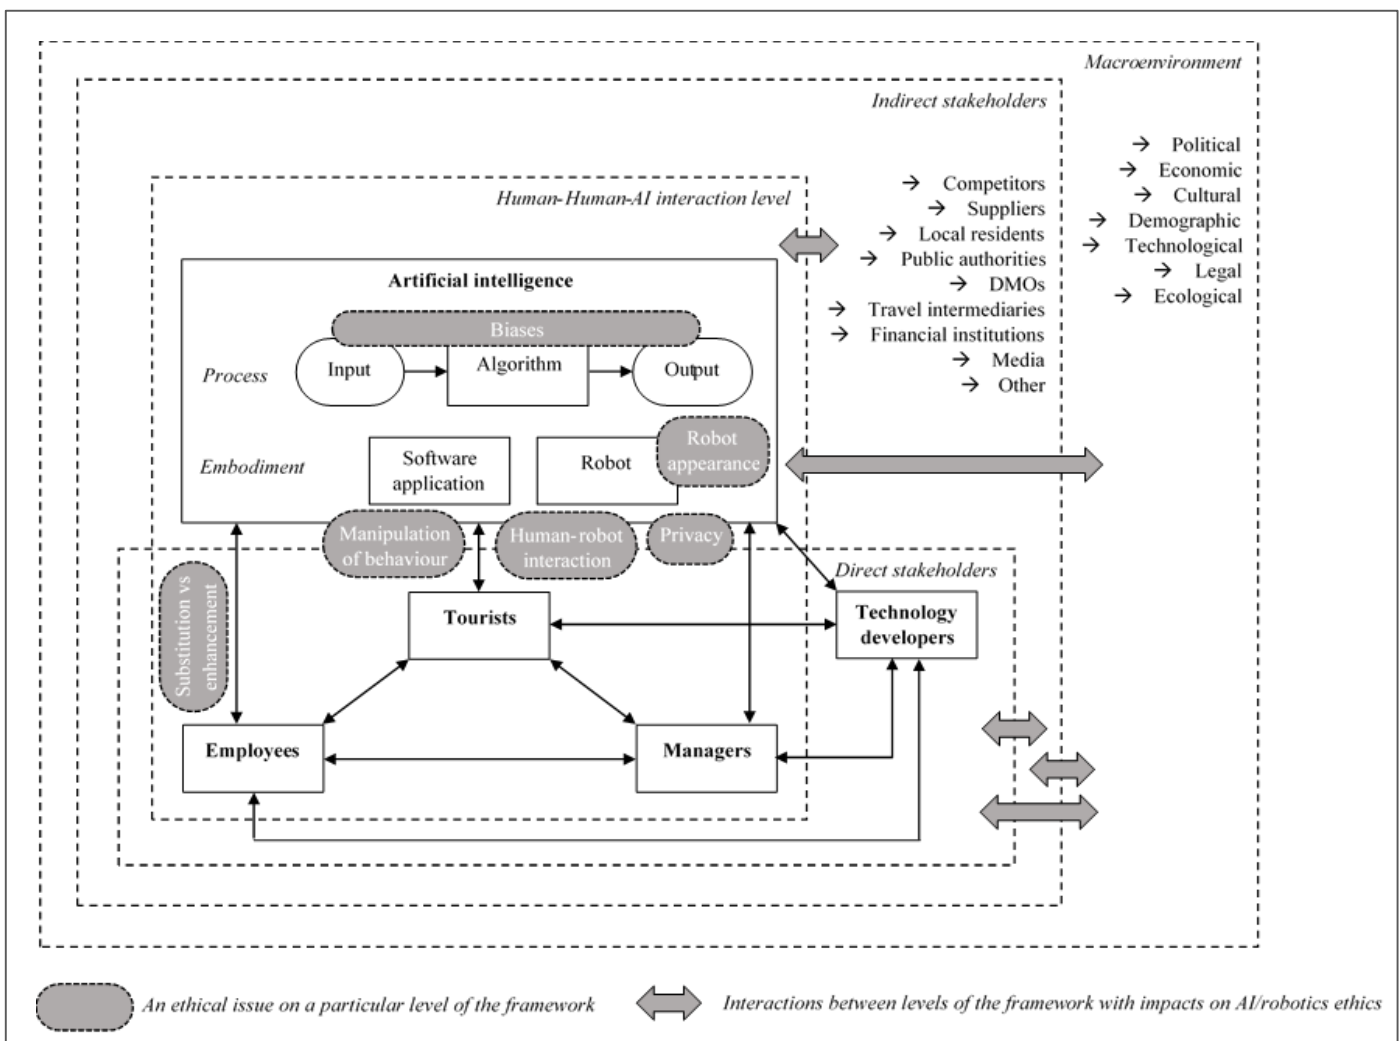 Macroenvironment
Indirect stakeholders
→ Political
→ Economic
→ Cultural
→ Demographic
→ Technological
→ Legal
→ Ecological
→ Competitors
→ Suppliers
→ Local residents
→ Public authorities
→ DMOs
→ Travel intermediaries
→ Financial institutions
→ Media
→ Other
Human-Human-AI interaction level
Artificial intelligence
Biases
Process
Input
Algorithm
Output
Embodiment
Software
application
Robot
Robot
appearance
Manipulation
of behaviour
Human-robot
interaction
Privacy
Substitution vs
enhancement
Direct stakeholders
Tourists
Technology
developers
Employees
Managers
An ethical issue on a particular level of the framework
Interactions between levels of the framework with impacts on AI/robotics ethics